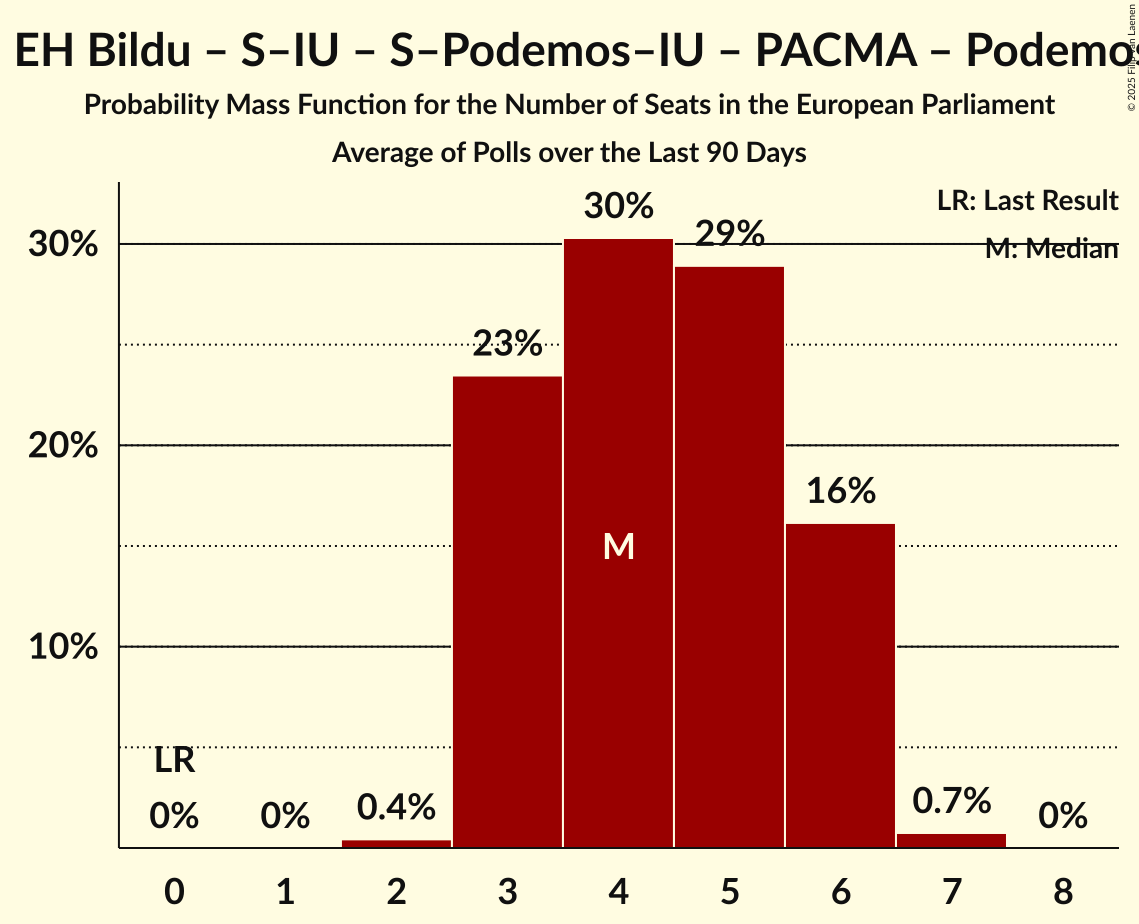 EH Bildu – S–IU – S–Podemos–IU – PACMA – Podemos
Probability Mass Function for the Number of Seats in the European Parliament
Average of Polls over the Last 90 Days
© 2025 Filip van Laenen
LR: Last Result
M: Median
30%
20%
10%
30%
29%
23%
16%
M
LR
0%
0%
0.4%
0.7%
0%
0 1 2 3 4 5 6 7 8